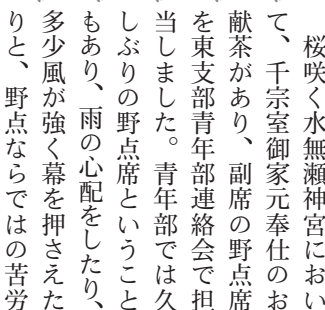 桜咲く水無瀬神宮におい
て、千宗室御家元奉仕のお
献茶があり、副席の野点席
を東支部青年部連絡会で担
当しました。青年部では久
しぶりの野点席ということ
もあり、雨の心配をしたり、
多少風が強く幕を押さえた
りと、野点ならではの苦労